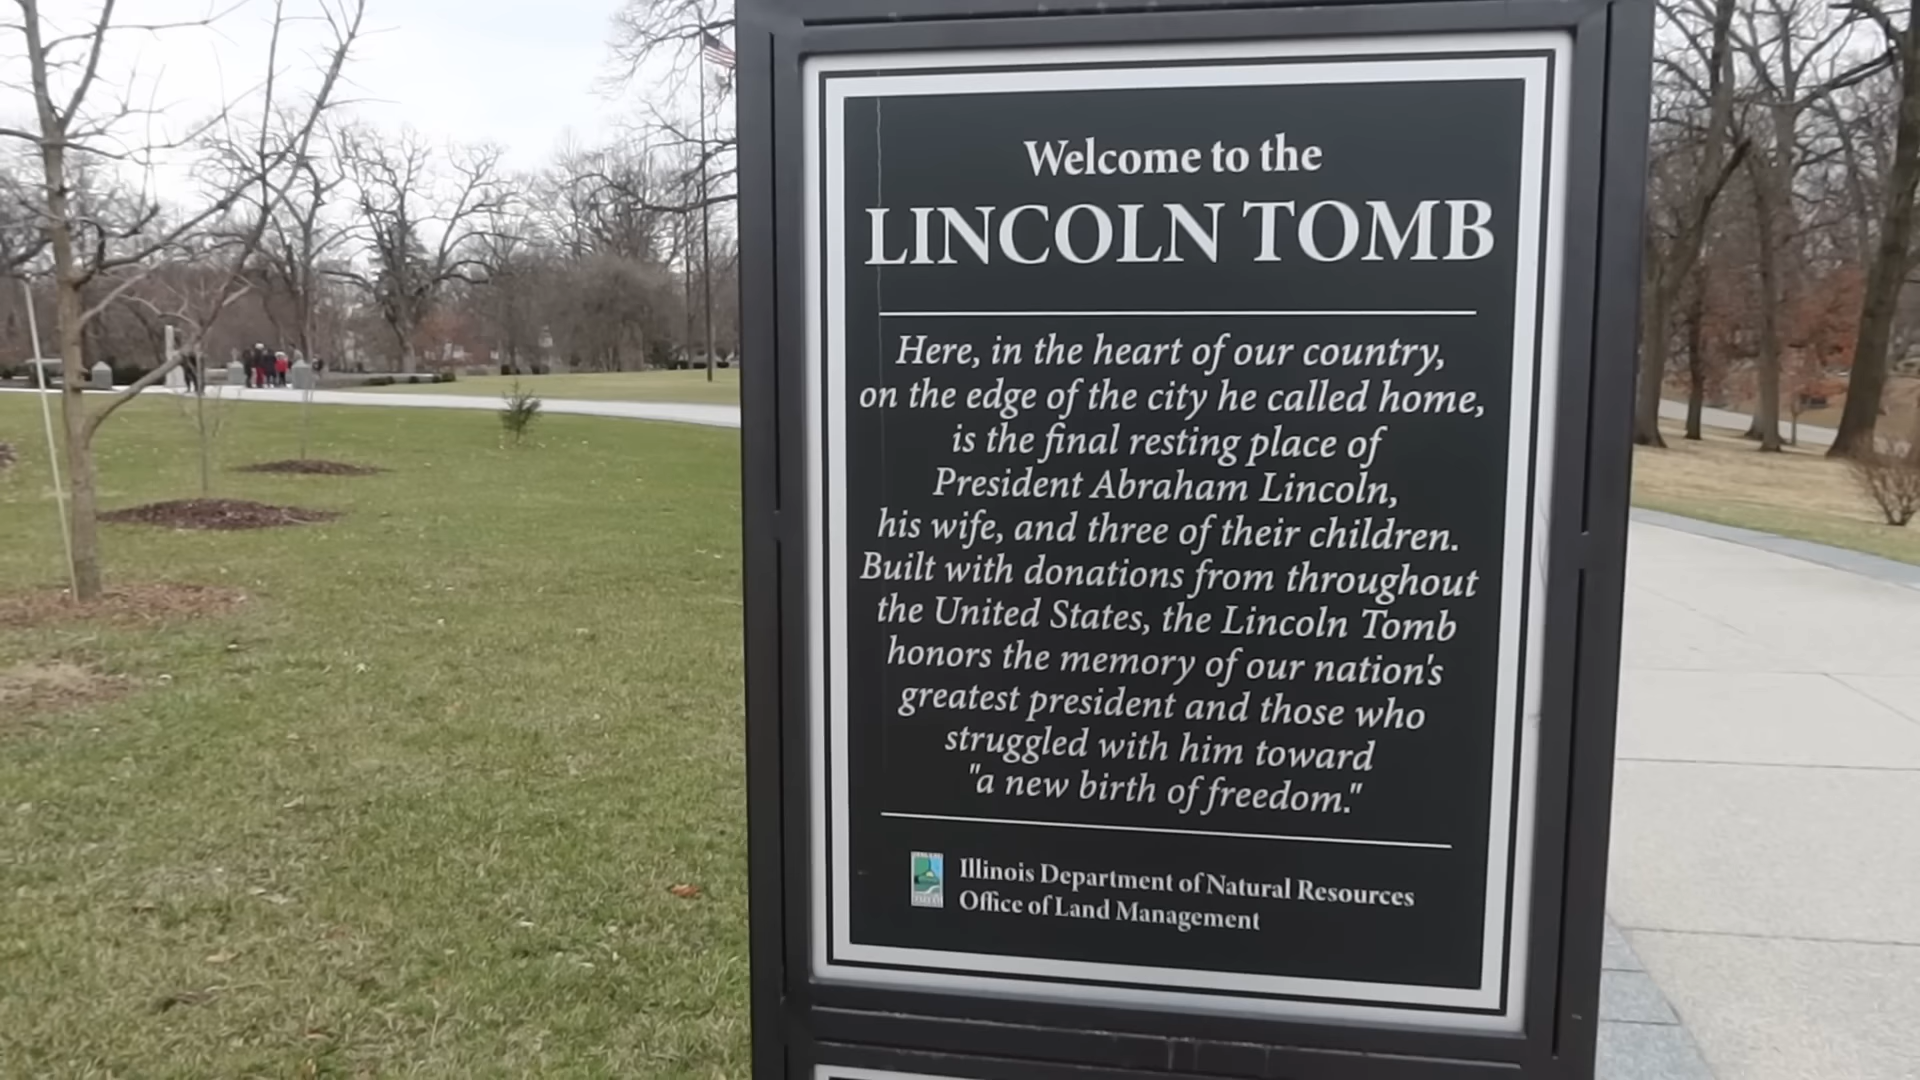 Welcome to the
LINCOLN TOMB
Here, in the heart of our country,
on the edge of the city he called home,
is the final resting place of
President Abraham Lincoln,
his wife, and three of their children.
Built with donations from throughout
the United States, the Lincoln Tomb
honors the memory of our nation's
greatest president and those who
struggled with him toward
"a new birth of freedom."
Illinois Department of Natural Resources
Office of Land Management